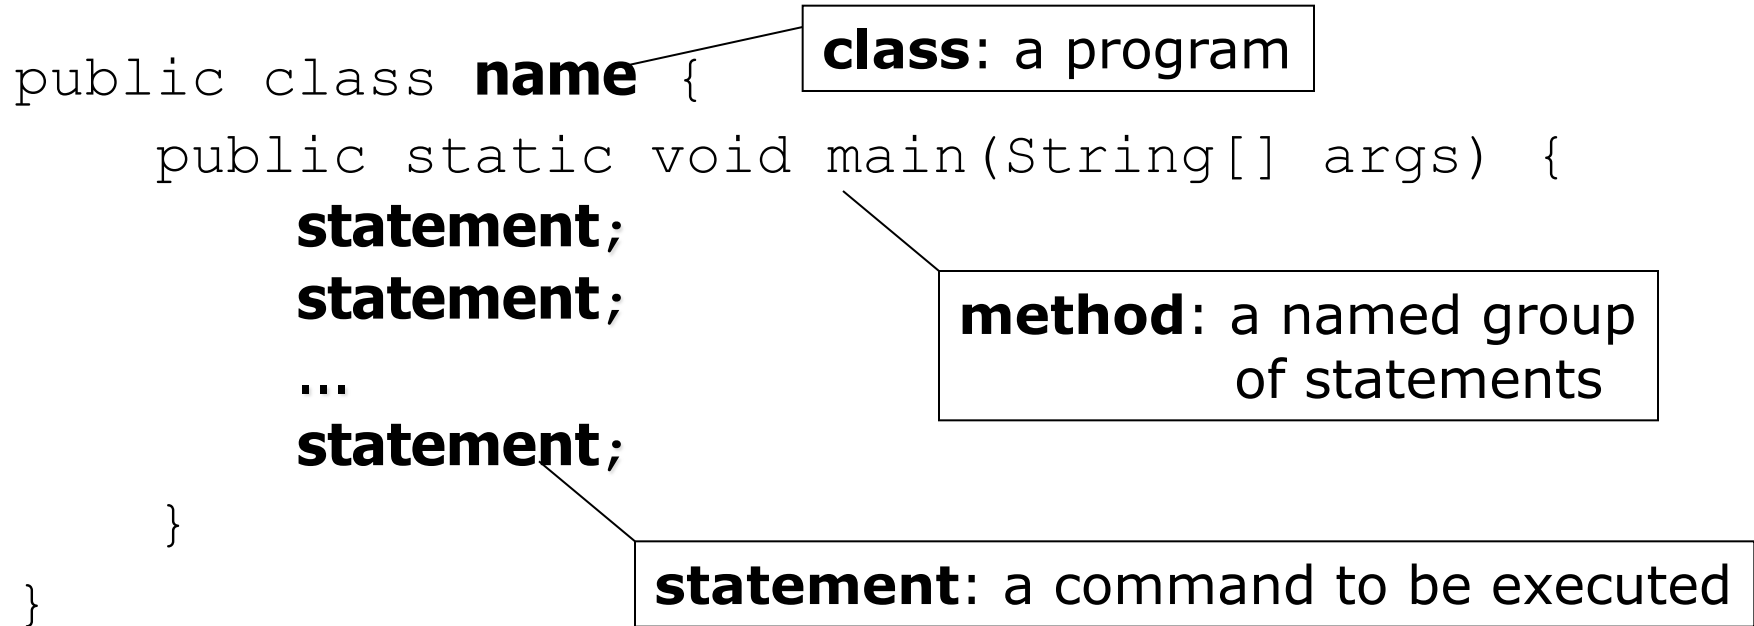 class: a program
public class name {
public static void main(String[] args) {
statement;
statement;
method: a named group
of statements
...
statement;
}
statement: a command to be executed
}